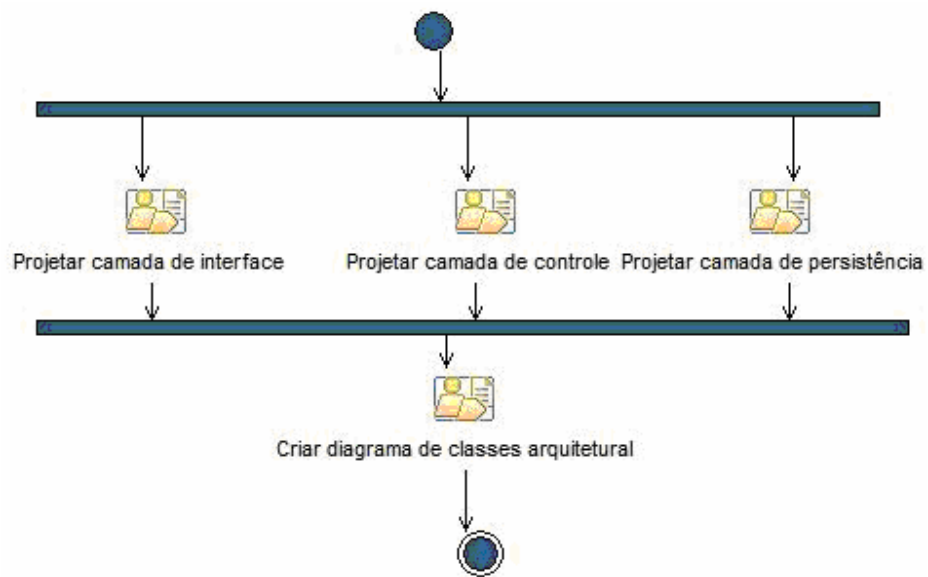 Projetar camada de interface
Projetar camada de controle
Projetar camada de persistência
Criar diagrama de classes arquitetural